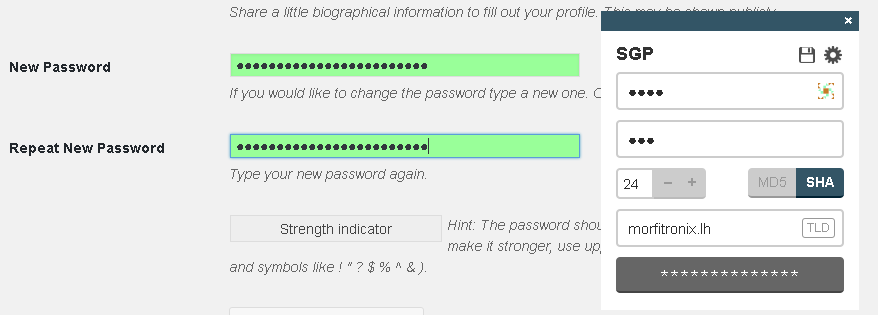 Share a little biographical information to fill out your profile. This may be shown publicly.
New Password
●●●●●●●●●●●●●●●●●●●●●●●●
If you would like to change the password type a new one.
Repeat New Password
●●●●●●●●●●●●●●●●●●●●●●●●
Type your new password again.
Strength indicator
Hint: The password shou
make it stronger, use up
and symbols like ! " ? $ % ^ & ).
×
SGP
●●●●
●●●
24 − + MD5 SHA
morfitronix.lh TLD
**************